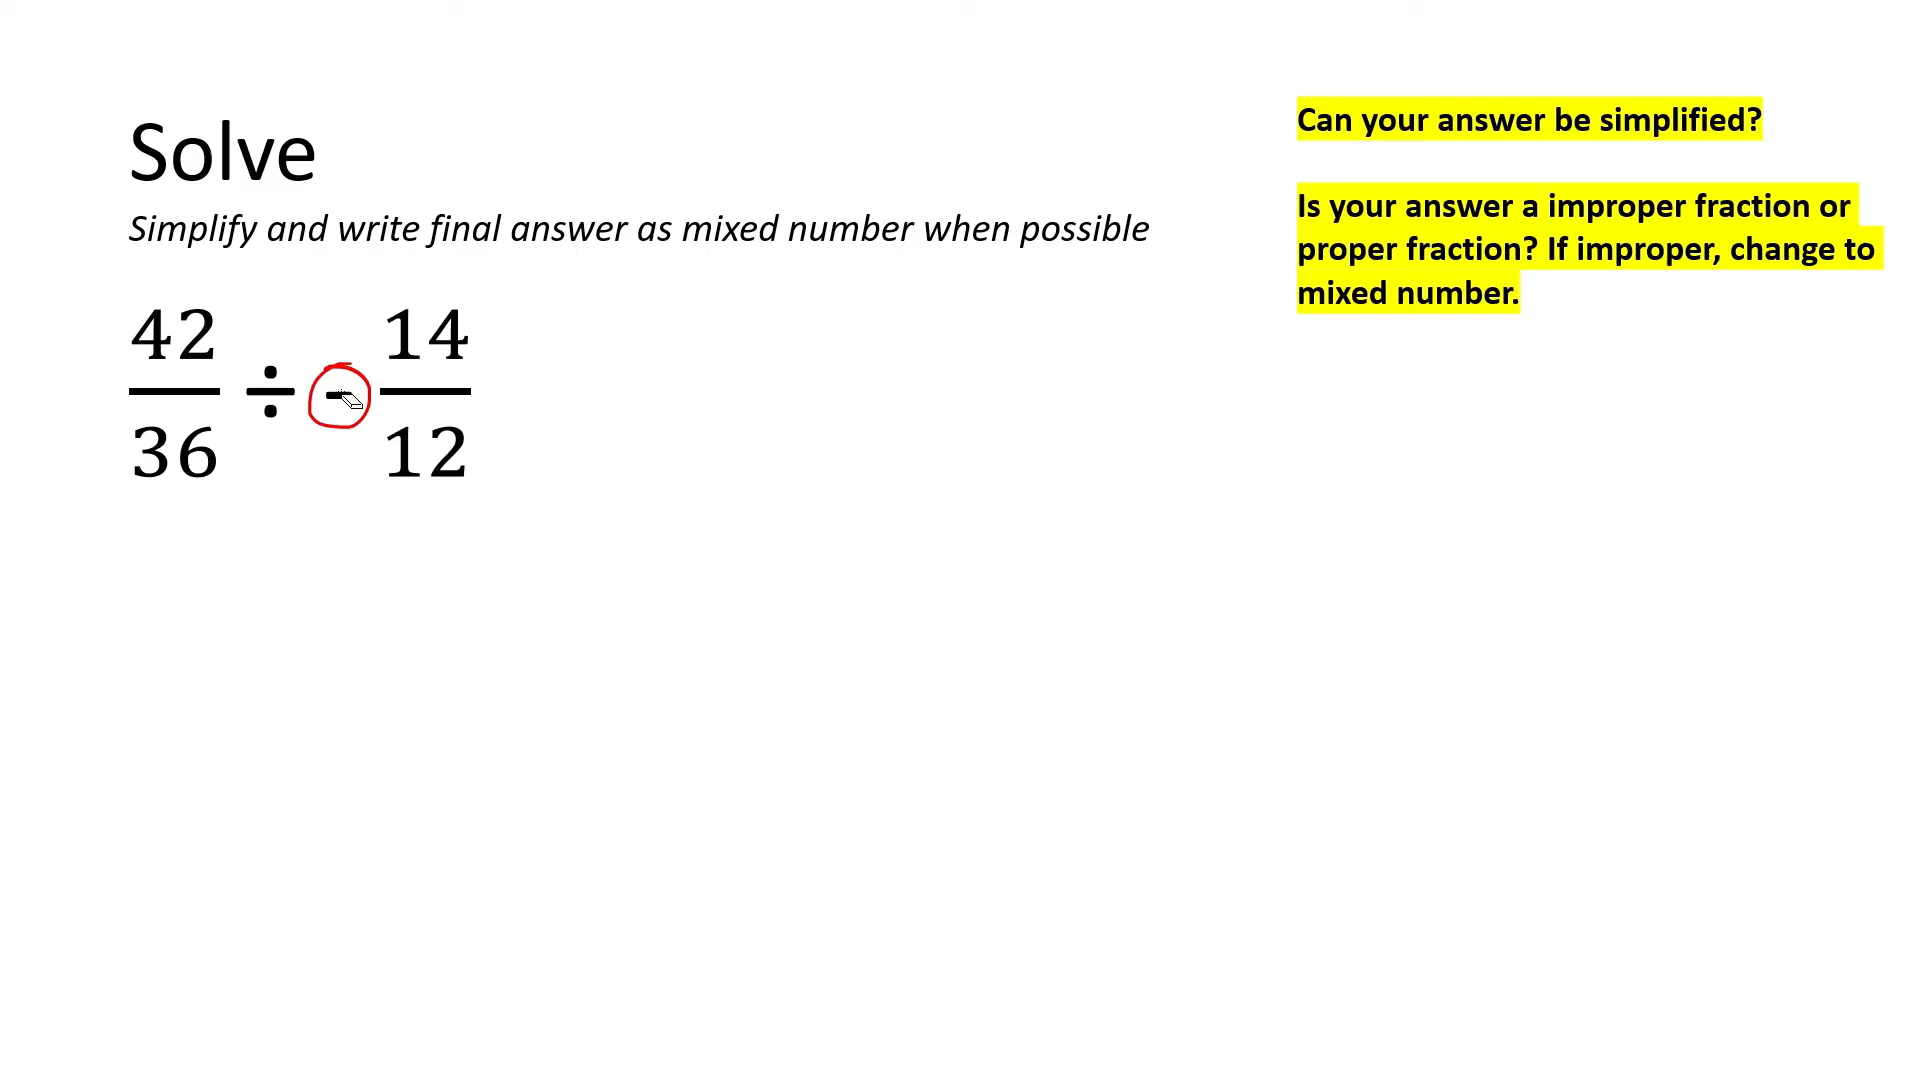 Solve
Simplify and write final answer as mixed number when possible
42/36 ÷ -14/12
Can your answer be simplified?
Is your answer a improper fraction or
proper fraction? If improper, change to
mixed number.